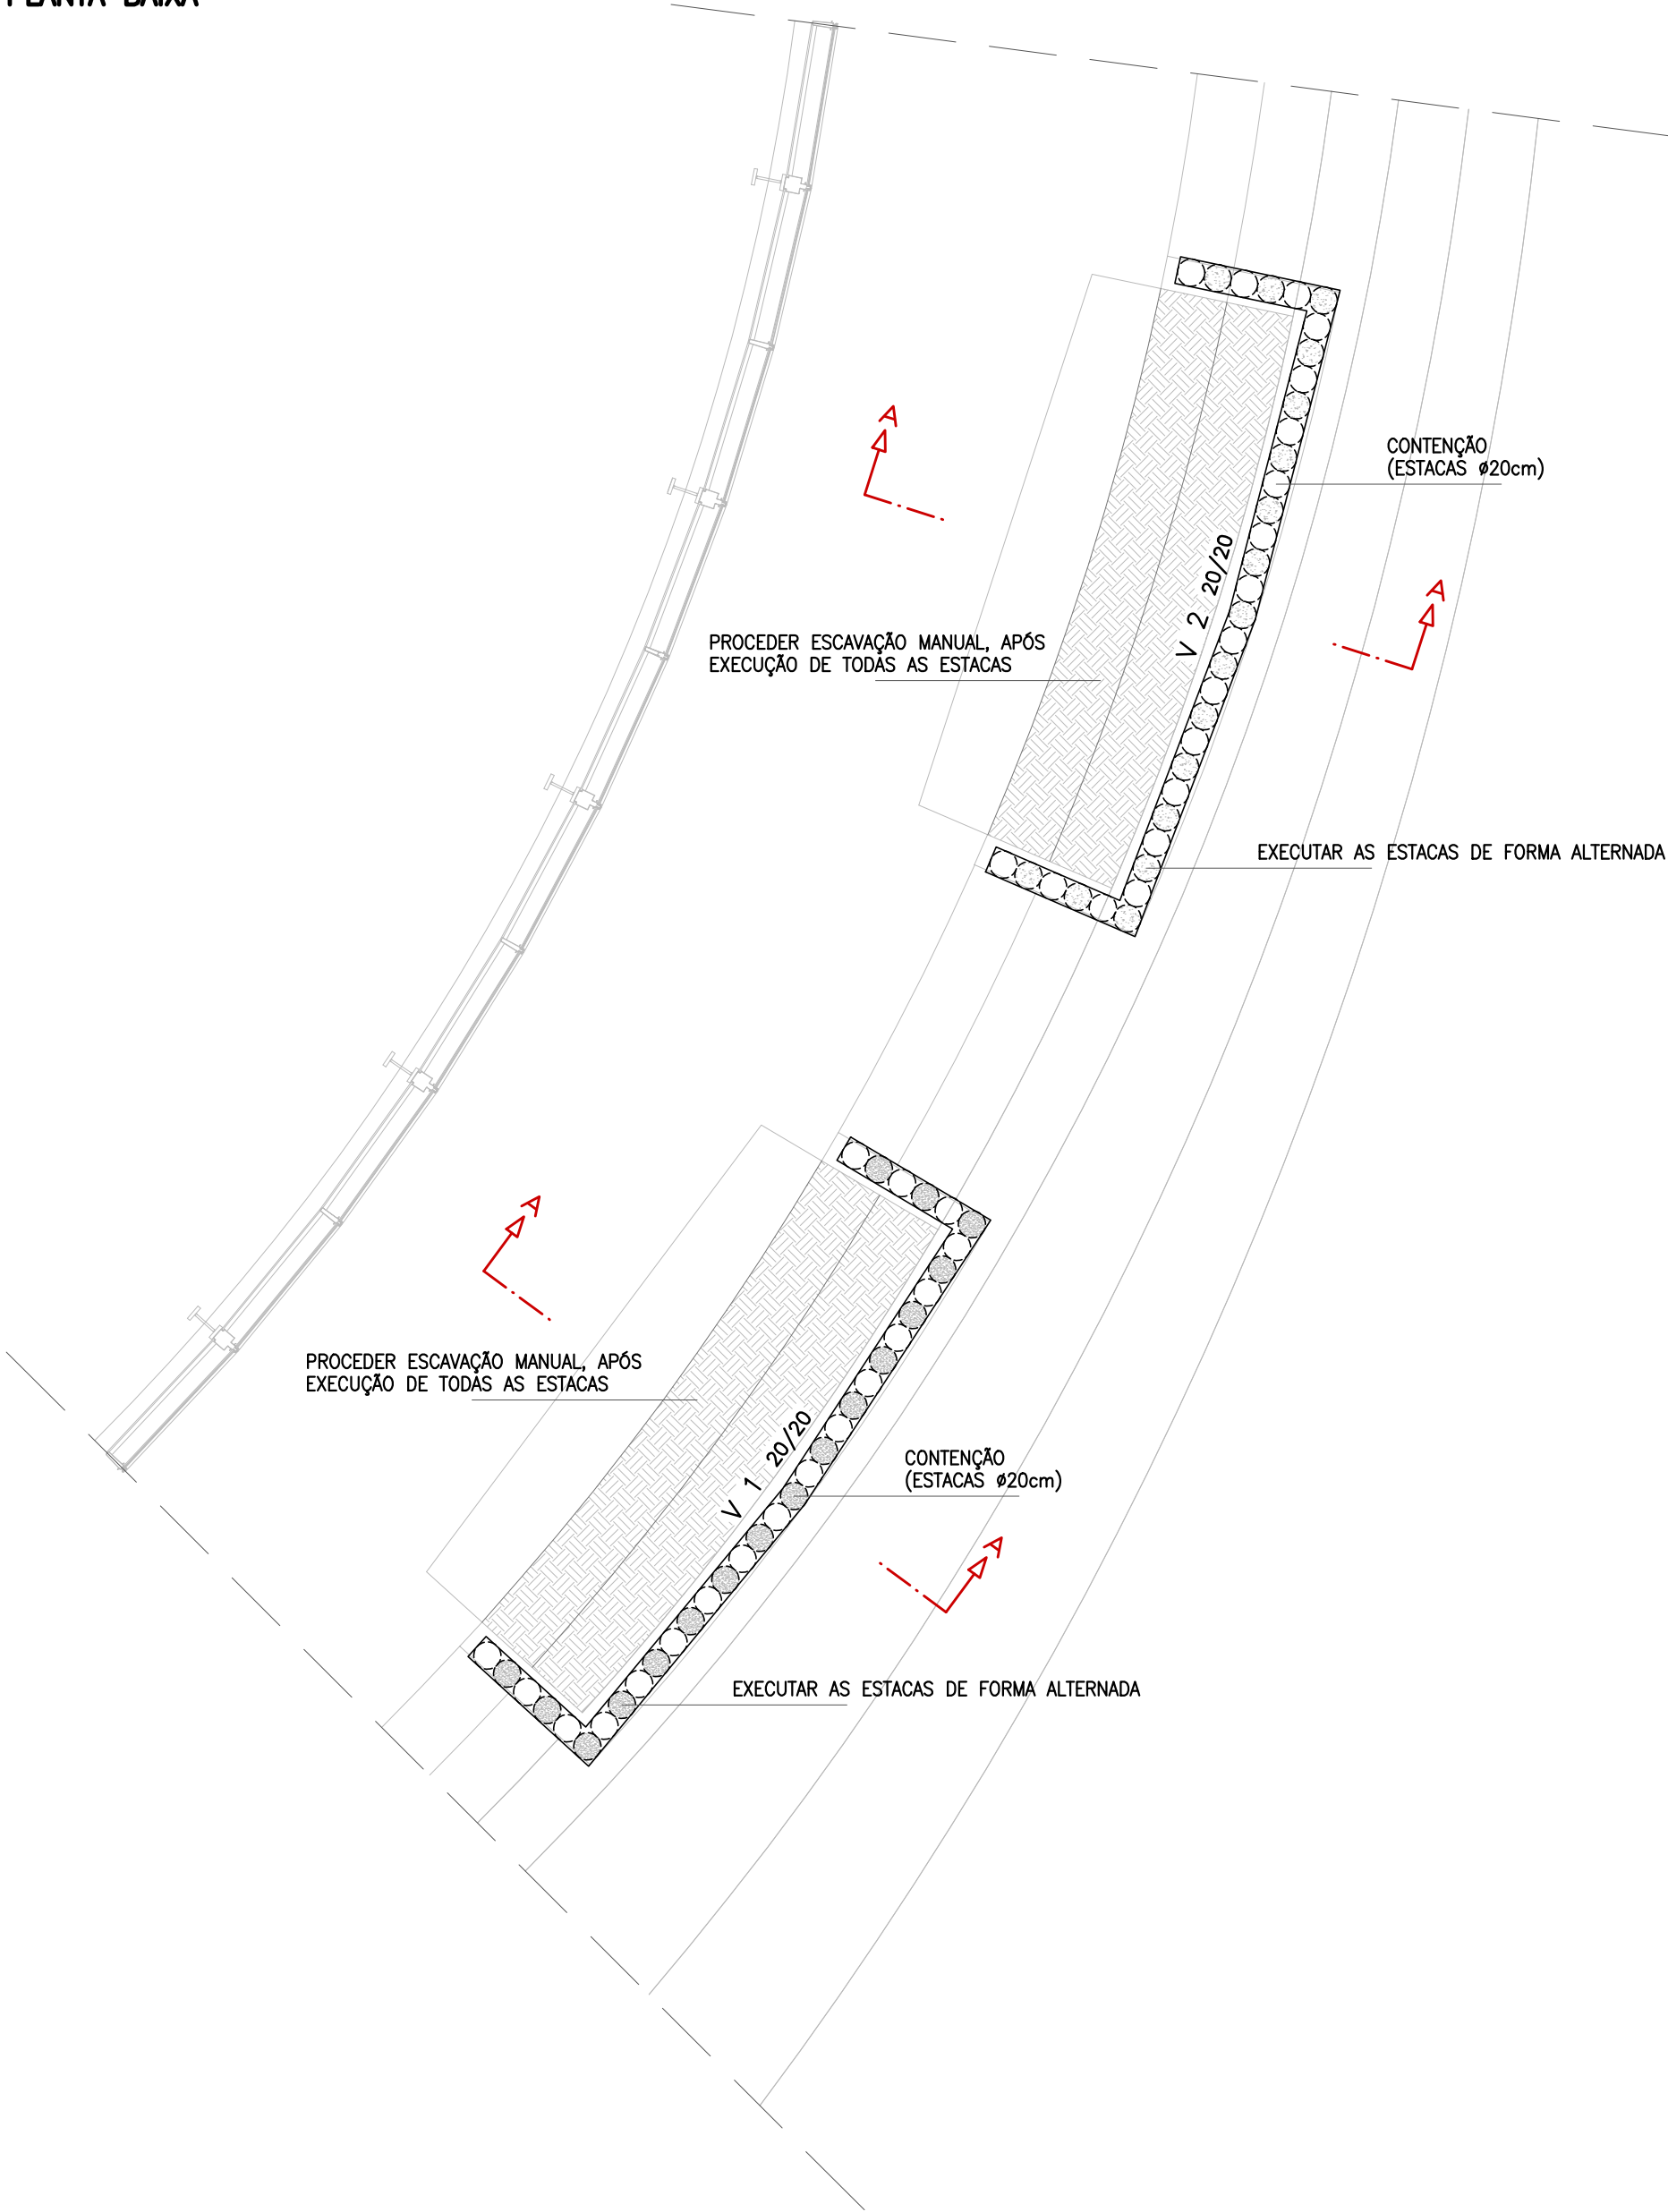 PLANTA BAIXA
A
CONTENÇÃO
(ESTACAS ø20cm)
V 2 20/20
A
PROCEDER ESCAVAÇÃO MANUAL, APÓS
EXECUÇÃO DE TODAS AS ESTACAS
EXECUTAR AS ESTACAS DE FORMA ALTERNADA
A
PROCEDER ESCAVAÇÃO MANUAL, APÓS
EXECUÇÃO DE TODAS AS ESTACAS
V 1 20/20
CONTENÇÃO
(ESTACAS ø20cm)
A
EXECUTAR AS ESTACAS DE FORMA ALTERNADA